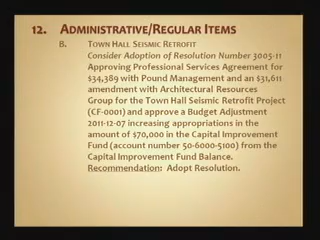 12. ADMINISTRATIVE/REGULAR ITEMS
B. TOWN HALL SEISMIC RETROFIT
Consider Adoption of Resolution Number 3005-11
Approving Professional Services Agreement for
$34,389 with Pound Management and an $31,611
amendment with Architectural Resources
Group for the Town Hall Seismic Retrofit Project
(CF-0001) and approve a Budget Adjustment
2011-12-07 increasing appropriations in the
amount of $70,000 in the Capital Improvement
Fund (account number 50-6000-5100) from the
Capital Improvement Fund Balance.
Recommendation: Adopt Resolution.